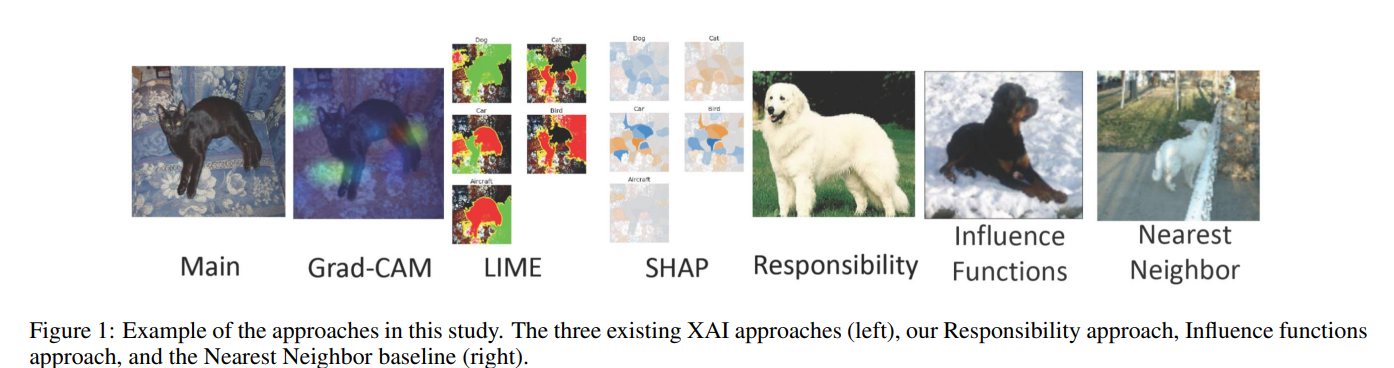 Dog
Cat
Car
Bird
Aircraft
Dog
Cat
Car
Bird
Aircraft
Main
Grad-CAM
LIME
SHAP
Responsibility
Influence
Functions
Nearest
Neighbor
Figure 1: Example of the approaches in this study. The three existing XAI approaches (left), our Responsibility approach, Influence functions
approach, and the Nearest Neighbor baseline (right).